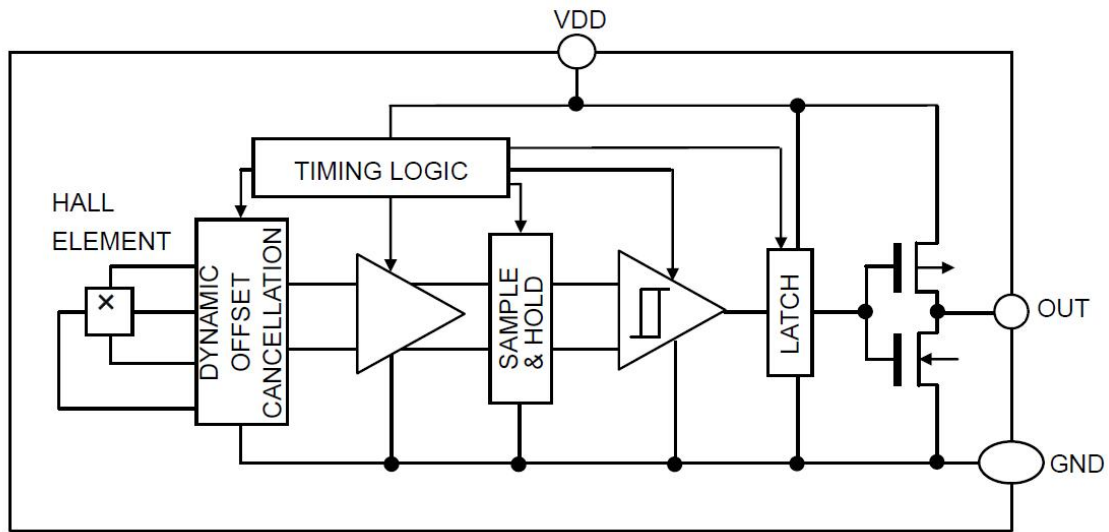 VDD
TIMING LOGIC
HALL
ELEMENT
DYNAMIC
OFFSET
CANCELLATION
SAMPLE
& HOLD
LATCH
OUT
GND